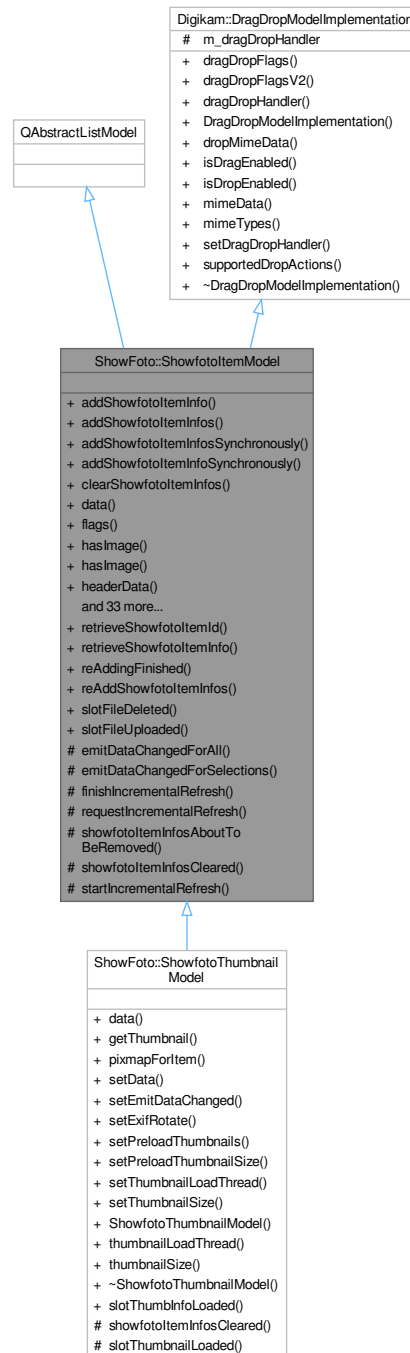 Digikam::DragDropModelImplementation
# m_dragDropHandler
+ dragDropFlags()
+ dragDropFlagsV2()
+ dragDropHandler()
+ DragDropModelImplementation()
+ dropMimeData()
+ isDragEnabled()
+ isDropEnabled()
+ mimeData()
+ mimeTypes()
+ setDragDropHandler()
+ supportedDropActions()
+ ~DragDropModelImplementation()
QAbstractListModel
ShowFoto::ShowfotoItemModel
+ addShowfotoItemInfo()
+ addShowfotoItemInfos()
+ addShowfotoItemInfosSynchronously()
+ addShowfotoItemInfoSynchronously()
+ clearShowfotoItemInfos()
+ data()
+ flags()
+ hasImage()
+ hasImage()
+ headerData()
and 33 more...
+ retrieveShowfotoItemId()
+ retrieveShowfotoItemInfo()
+ reAddingFinished()
+ reAddShowfotoItemInfos()
+ slotFileDeleted()
+ slotFileUploaded()
# emitDataChangedForAll()
# emitDataChangedForSelections()
# finishIncrementalRefresh()
# requestIncrementalRefresh()
# showfotoItemInfosAboutTo
BeRemoved()
# showfotoItemInfosCleared()
# startIncrementalRefresh()
ShowFoto::ShowfotoThumbnail
Model
+ data()
+ getThumbnail()
+ pixmapForItem()
+ setData()
+ setEmitDataChanged()
+ setExifRotate()
+ setPreloadThumbnails()
+ setPreloadThumbnailSize()
+ setThumbnailLoadThread()
+ setThumbnailSize()
+ ShowfotoThumbnailModel()
+ thumbnailLoadThread()
+ thumbnailSize()
+ ~ShowfotoThumbnailModel()
+ slotThumbInfoLoaded()
# showfotoItemInfosCleared()
# slotThumbnailLoaded()